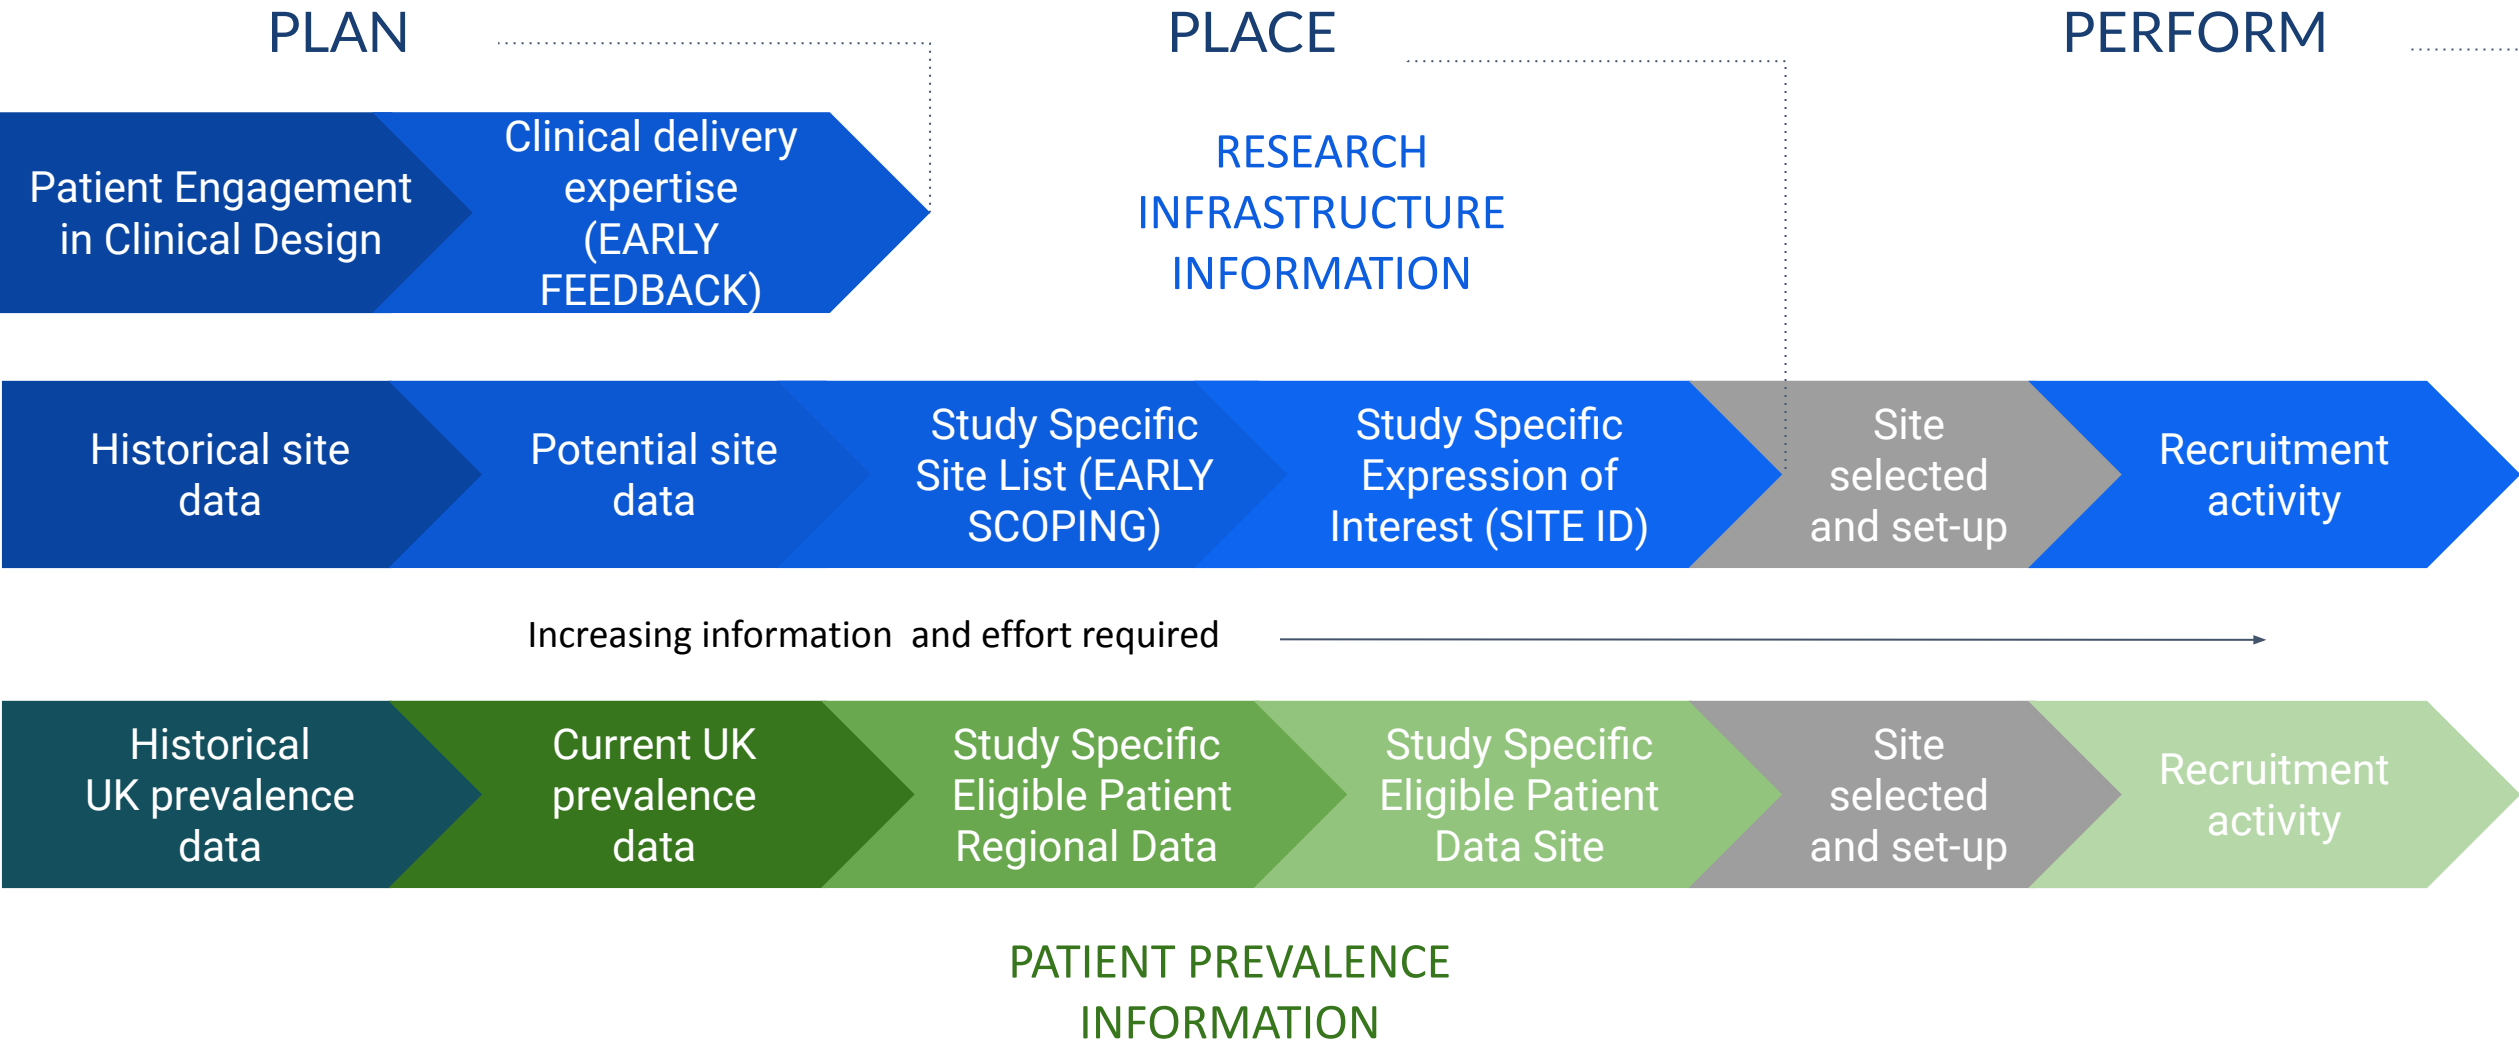 PLAN
PLACE
PERFORM
Patient Engagement
in Clinical Design
Clinical delivery
expertise
(EARLY
FEEDBACK)
RESEARCH
INFRASTRUCTURE
INFORMATION
Historical site
data
Potential site
data
Study Specific
Site List (EARLY
SCOPING)
Study Specific
Expression of
Interest (SITE ID)
Site
selected
and set-up
Recruitment
activity
Increasing information  and effort required
Historical
UK prevalence
data
Current UK
prevalence
data
Study Specific
Eligible Patient
Regional Data
Study Specific
Eligible Patient
Data Site
Site
selected
and set-up
Recruitment
activity
PATIENT PREVALENCE
INFORMATION